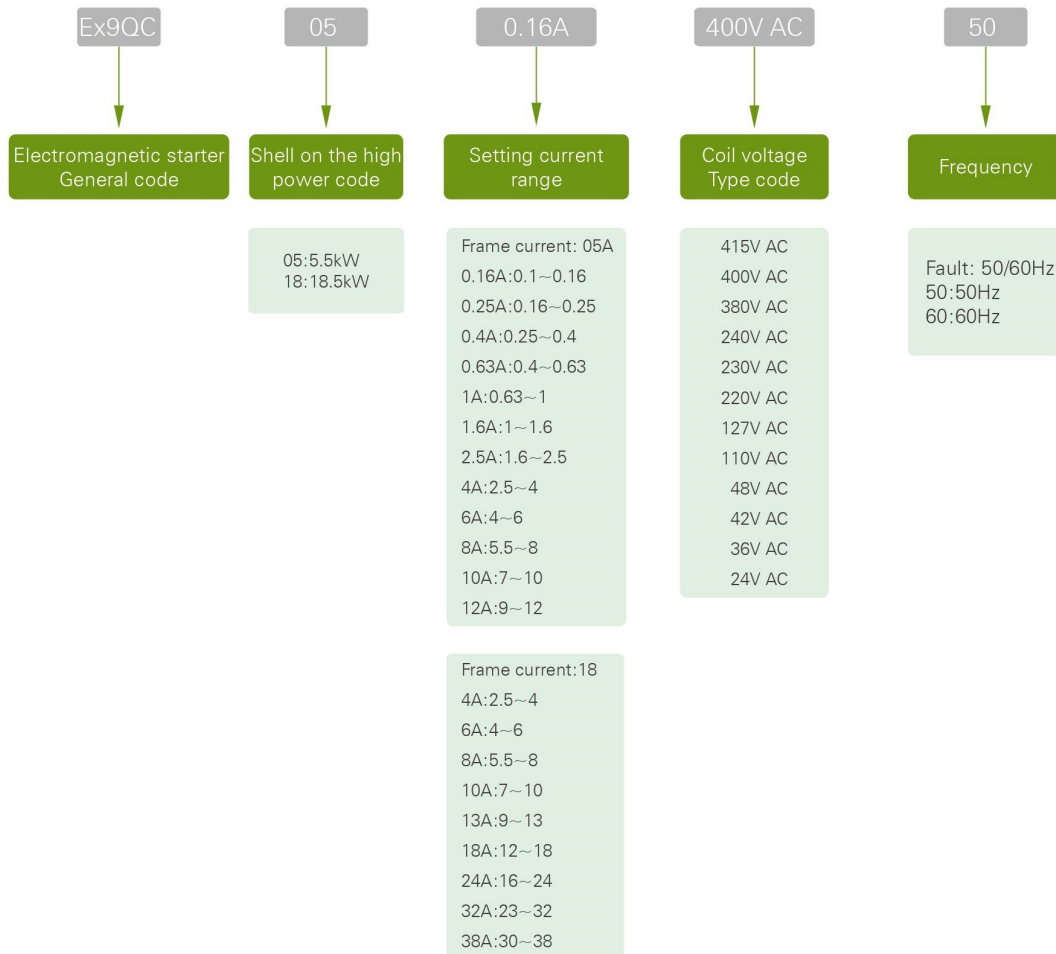 Ex9QC
05
0.16A
400V AC
50
Electromagnetic starter
General code
Shell on the high
power code
Setting current
range
Coil voltage
Type code
Frequency
05:5.5kW
18:18.5kW
Frame current: 05A
0.16A:0.1~0.16
0.25A:0.16~0.25
0.4A:0.25~0.4
0.63A:0.4~0.63
1A:0.63~1
1.6A:1~1.6
2.5A:1.6~2.5
4A:2.5~4
6A:4~6
8A:5.5~8
10A:7~10
12A:9~12
415V AC
400V AC
380V AC
240V AC
230V AC
220V AC
127V AC
110V AC
48V AC
42V AC
36V AC
24V AC
Fault: 50/60Hz
50:50Hz
60:60Hz
Frame current:18
4A:2.5~4
6A:4~6
8A:5.5~8
10A:7~10
13A:9~13
18A:12~18
24A:16~24
32A:23~32
38A:30~38